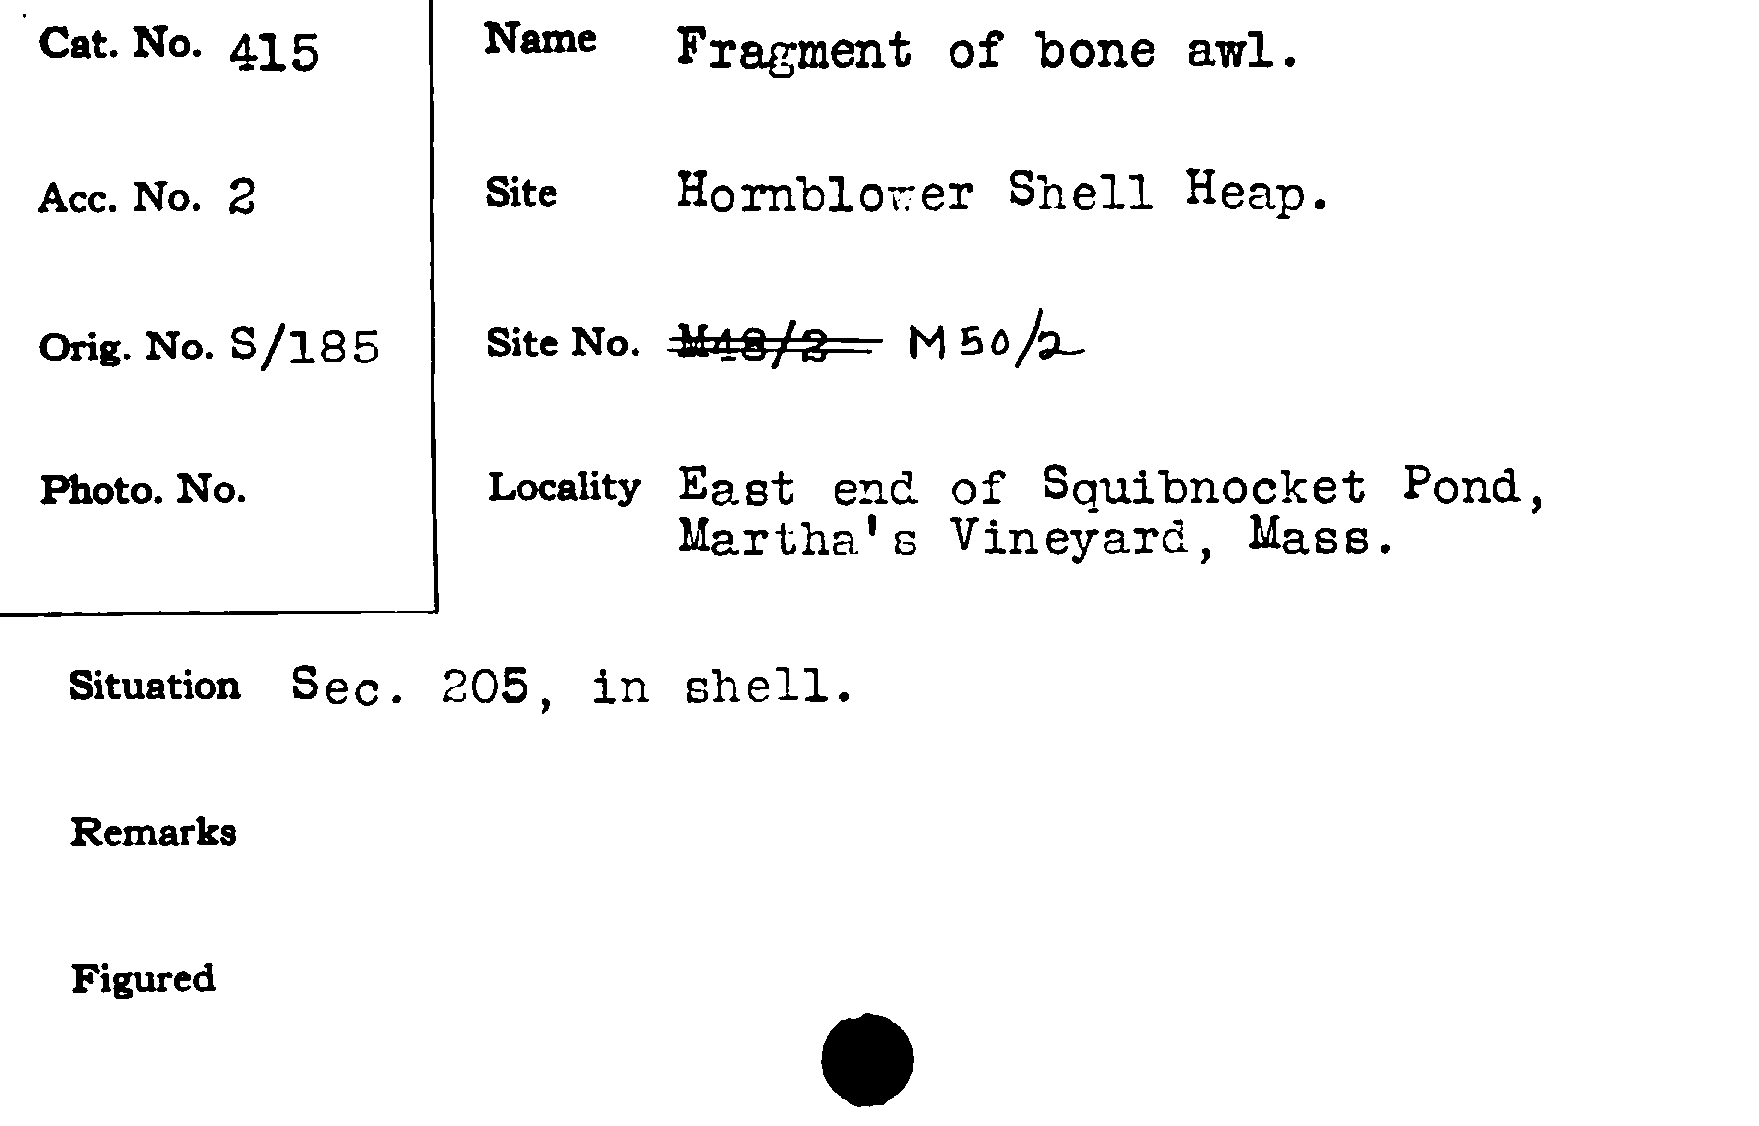 Cat. No. 415
Name Fragment of bone awl.
Acc. No. 2
Site Hornblower Shell Heap.
Orig. No. S/185
Site No. M48/2 M50/2
Photo. No.
Locality East end of Squibnocket Pond,
Martha's Vineyard, Mass.
Situation Sec. 205, in shell.
Remarks
Figured